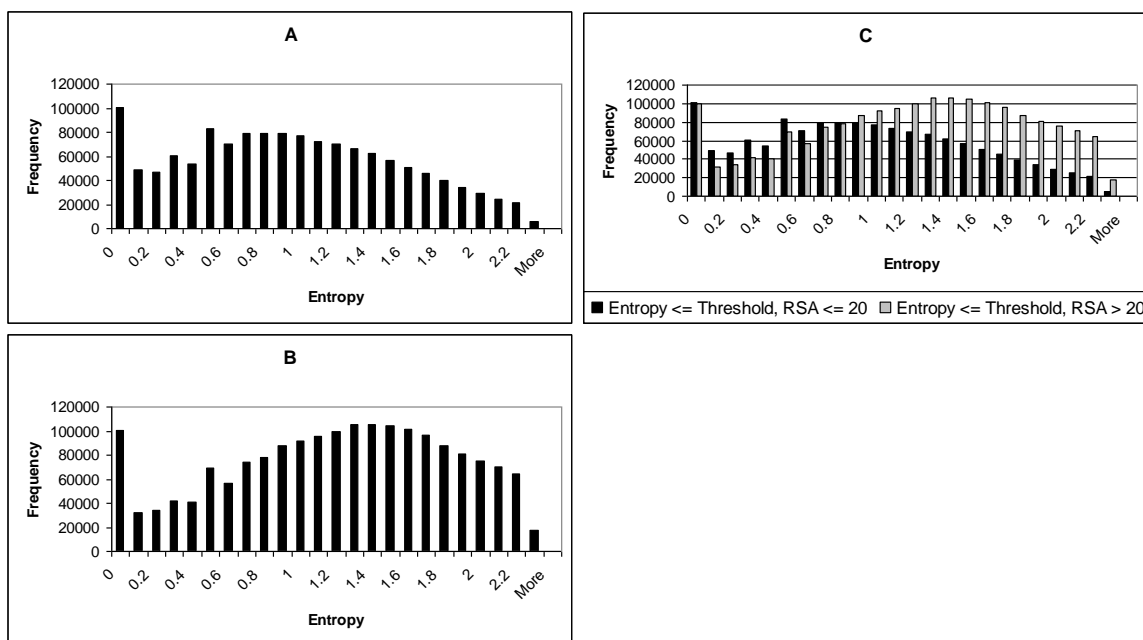 A
120000
100000
80000
60000
40000
20000
0
Frequency
0 0.2 0.4 0.6 0.8 1 1.2 1.4 1.6 1.8 2 2.2 More
Entropy
C
120000
100000
80000
60000
40000
20000
0
Frequency
0 0.2 0.4 0.6 0.8 1 1.2 1.4 1.6 1.8 2 2.2 More
Entropy
Entropy <= Threshold, RSA <= 20 Entropy <= Threshold, RSA > 20
B
120000
100000
80000
60000
40000
20000
0
Frequency
0 0.2 0.4 0.6 0.8 1 1.2 1.4 1.6 1.8 2 2.2 More
Entropy